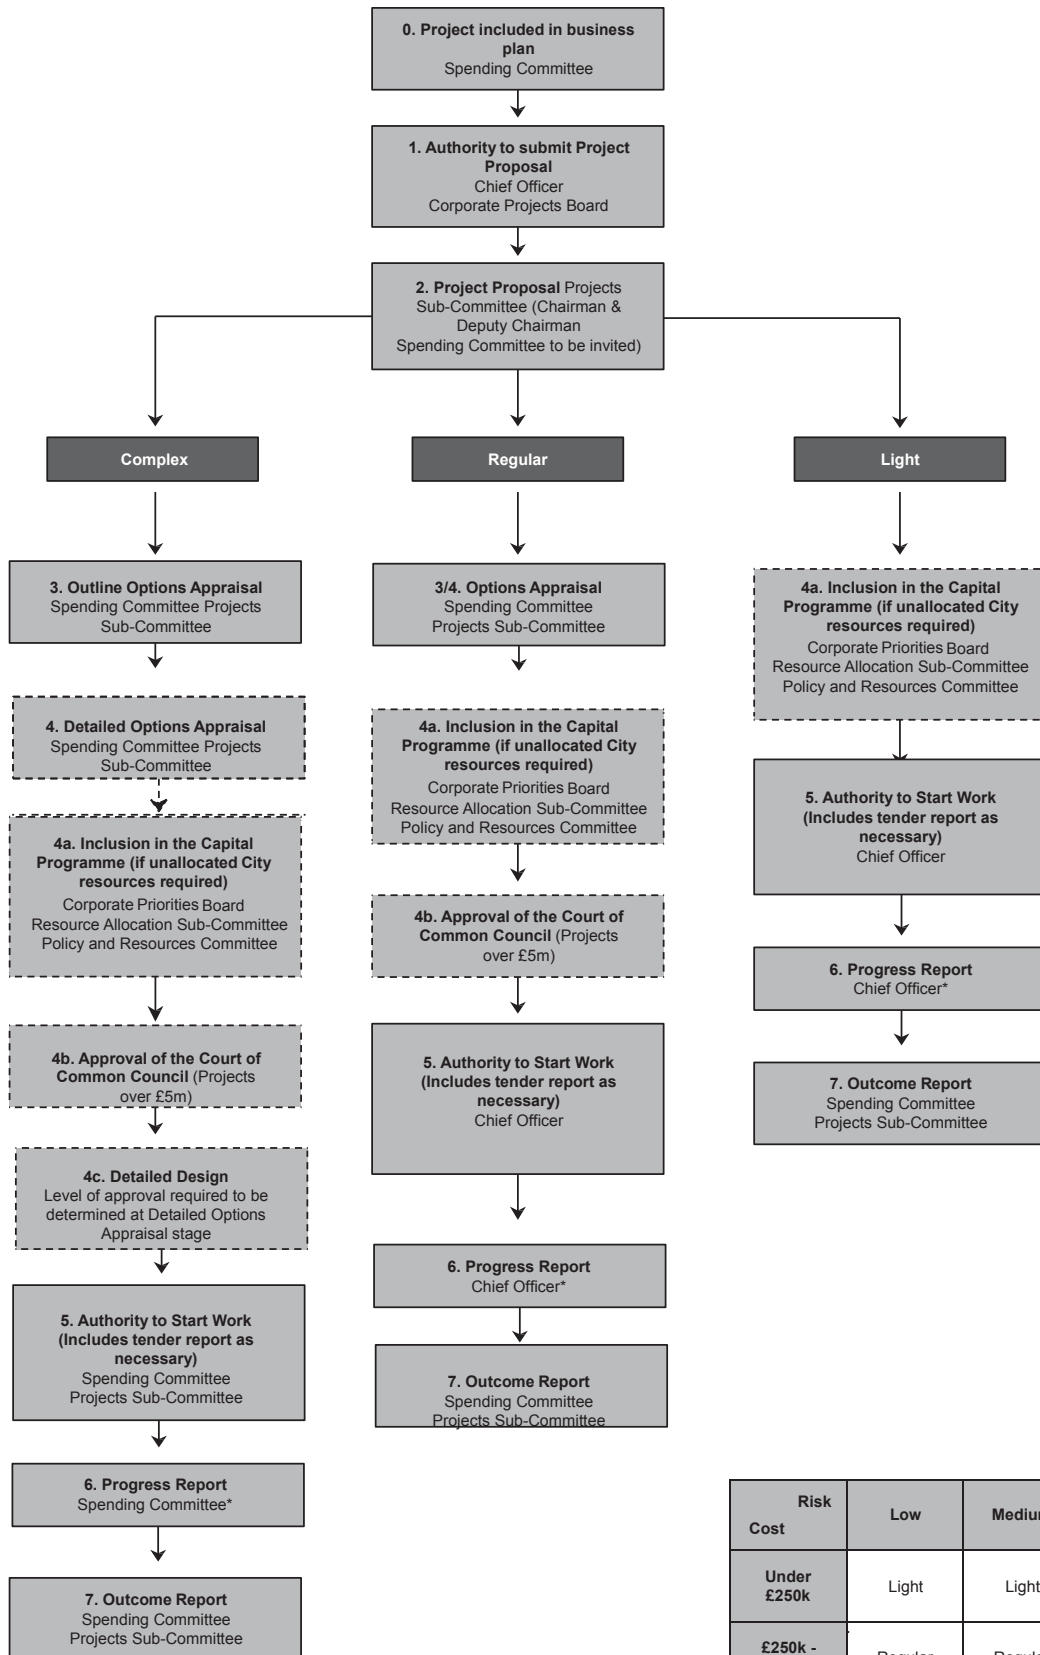 0. Project included in business
plan
Spending Committee
1. Authority to submit Project
Proposal
Chief Officer
Corporate Projects Board
2. Project Proposal Projects
Sub-Committee (Chairman &
Deputy Chairman
Spending Committee to be invited)
Complex
Regular
Light
3. Outline Options Appraisal
Spending Committee Projects
Sub-Committee
4. Detailed Options Appraisal
Spending Committee Projects
Sub-Committee
4a. Inclusion in the Capital
Programme (if unallocated City
resources required)
Corporate Priorities Board
Resource Allocation Sub-Committee
Policy and Resources Committee
4b. Approval of the Court of
Common Council (Projects
over £5m)
4c. Detailed Design
Level of approval required to be
determined at Detailed Options
Appraisal stage
5. Authority to Start Work
(Includes tender report as
necessary)
Spending Committee
Projects Sub-Committee
6. Progress Report
Spending Committee*
7. Outcome Report
Spending Committee
Projects Sub-Committee
3/4. Options Appraisal
Spending Committee
Projects Sub-Committee
4a. Inclusion in the Capital
Programme (if unallocated City
resources required)
Corporate Priorities Board
Resource Allocation Sub-Committee
Policy and Resources Committee
4b. Approval of the Court of
Common Council (Projects
over £5m)
5. Authority to Start Work
(Includes tender report as
necessary)
Chief Officer
6. Progress Report
Chief Officer*
7. Outcome Report
Spending Committee
Projects Sub-Committee
4a. Inclusion in the Capital
Programme (if unallocated City
resources required)
Corporate Priorities Board
Resource Allocation Sub-Committee
Policy and Resources Committee
5. Authority to Start Work
(Includes tender report as
necessary)
Chief Officer
6. Progress Report
Chief Officer*
7. Outcome Report
Spending Committee
Projects Sub-Committee
Risk
Cost
Low
Under
£250k
Light
Light
£250k -